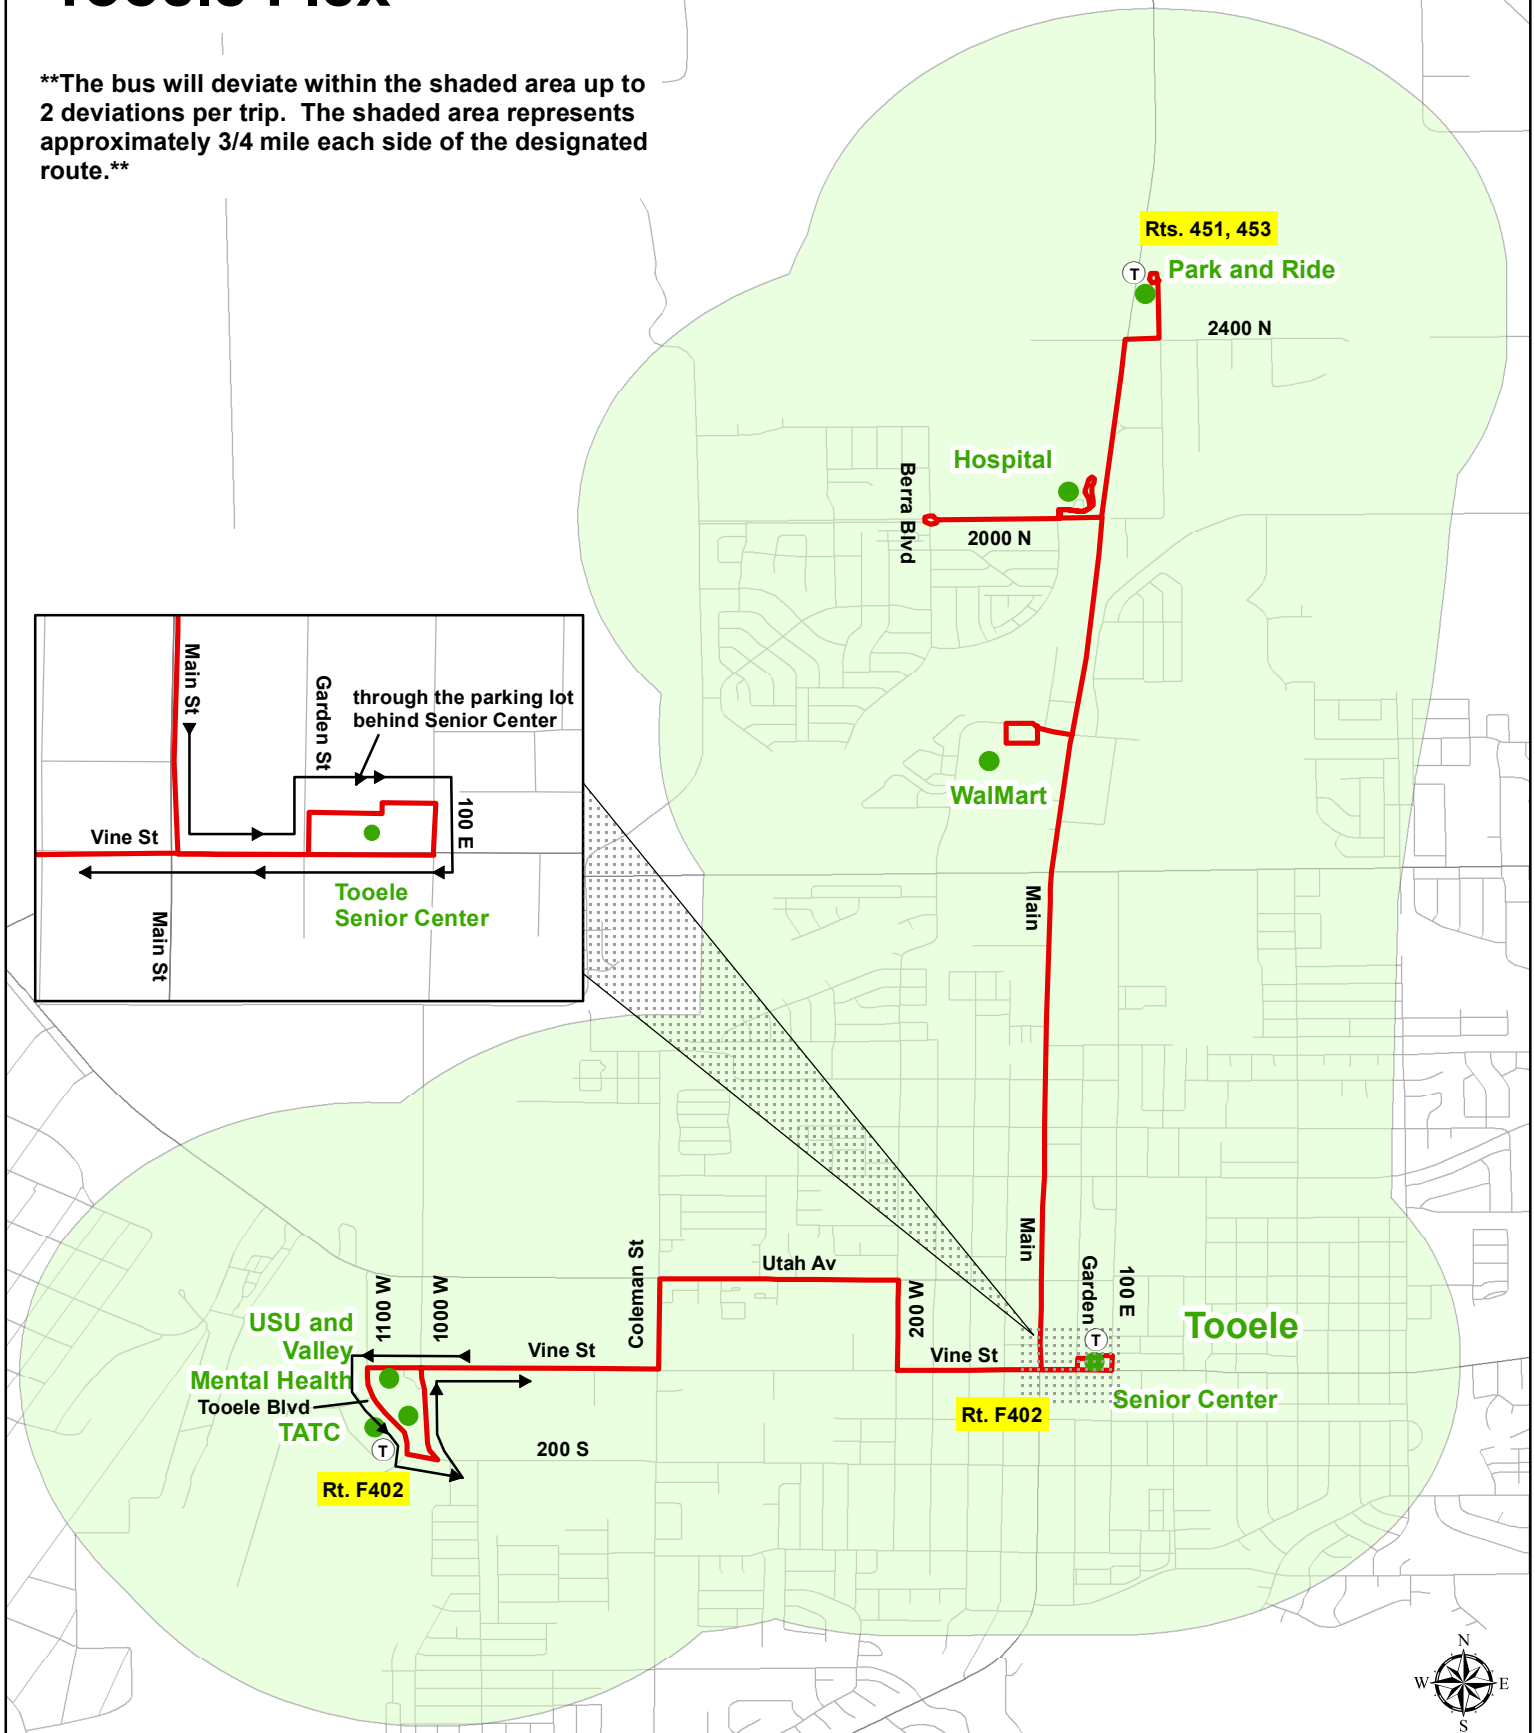 **The bus will deviate within the shaded area up to
2 deviations per trip. The shaded area represents
approximately 3/4 mile each side of the designated
route.**
Rts. 451, 453
T
Park and Ride
2400 N
Hospital
Berra Blvd
2000 N
WalMart
Main St
Garden St
through the parking lot
behind Senior Center
100 E
Vine St
Tooele
Senior Center
Main St
Main
Main
Coleman St
Utah Av
200 W
Garden
100 E
T
Tooele
1100 W
1000 W
USU and
Valley
Mental Health
Vine St
Vine St
Tooele Blvd
TATC
T
Senior Center
Rt. F402
200 S
Rt. F402
N
W
E
S